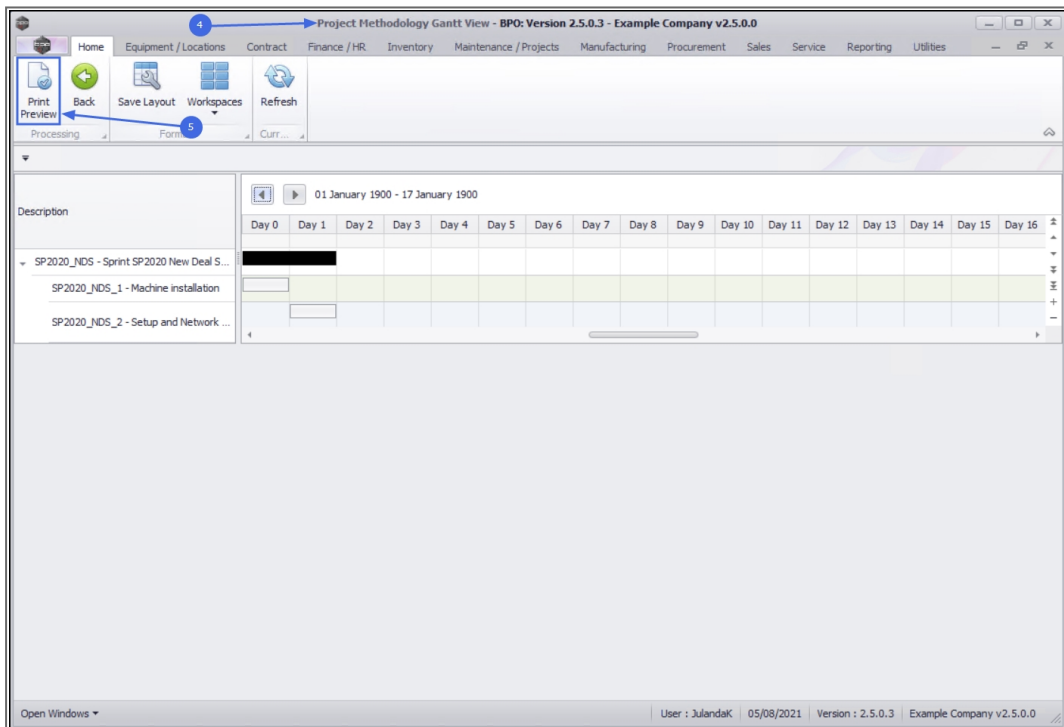 4
Project Methodology Gantt View - BPO: Version 2.5.0.3 - Example Company v2.5.0.0
Home Equipment / Locations Contract Finance / HR Inventory Maintenance / Projects Manufacturing Procurement Sales Service Reporting Utilities
Print Preview Back Save Layout Workspaces Refresh
5
Processing Form Curr...
01 January 1900 - 17 January 1900
Description
Day 0 Day 1 Day 2 Day 3 Day 4 Day 5 Day 6 Day 7 Day 8 Day 9 Day 10 Day 11 Day 12 Day 13 Day 14 Day 15 Day 16
SP2020_NDS - Sprint SP2020 New Deal S...
SP2020_NDS_1 - Machine installation
SP2020_NDS_2 - Setup and Network ...
Open Windows User : JulandaK 05/08/2021 Version : 2.5.0.3 Example Company v2.5.0.0